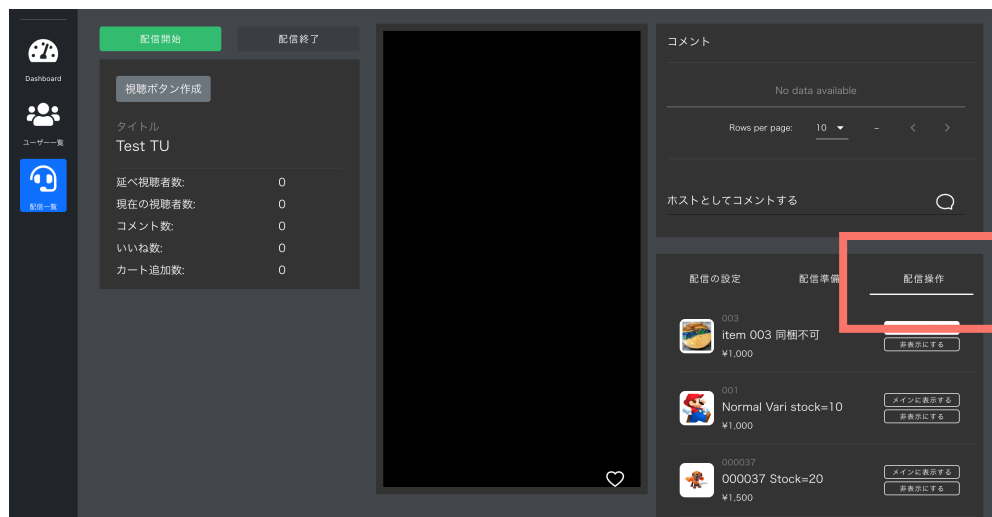 Dashboard
ユーザー一覧
配信一覧
配信開始
配信終了
視聴ボタン作成
タイトル
Test TU
延べ視聴者数: 0
現在の視聴者数: 0
コメント数: 0
いいね数: 0
カート追加数: 0
コメント
No data available
Rows per page: 10 –
ホストとしてコメントする
配信の設定
配信準備
配信操作
003
item 003 同梱不可
¥1,000
非表示にする
001
Normal Vari stock=10
¥1,000
メインに表示する
非表示にする
000037
000037 Stock=20
¥1,500
メインに表示する
非表示にする